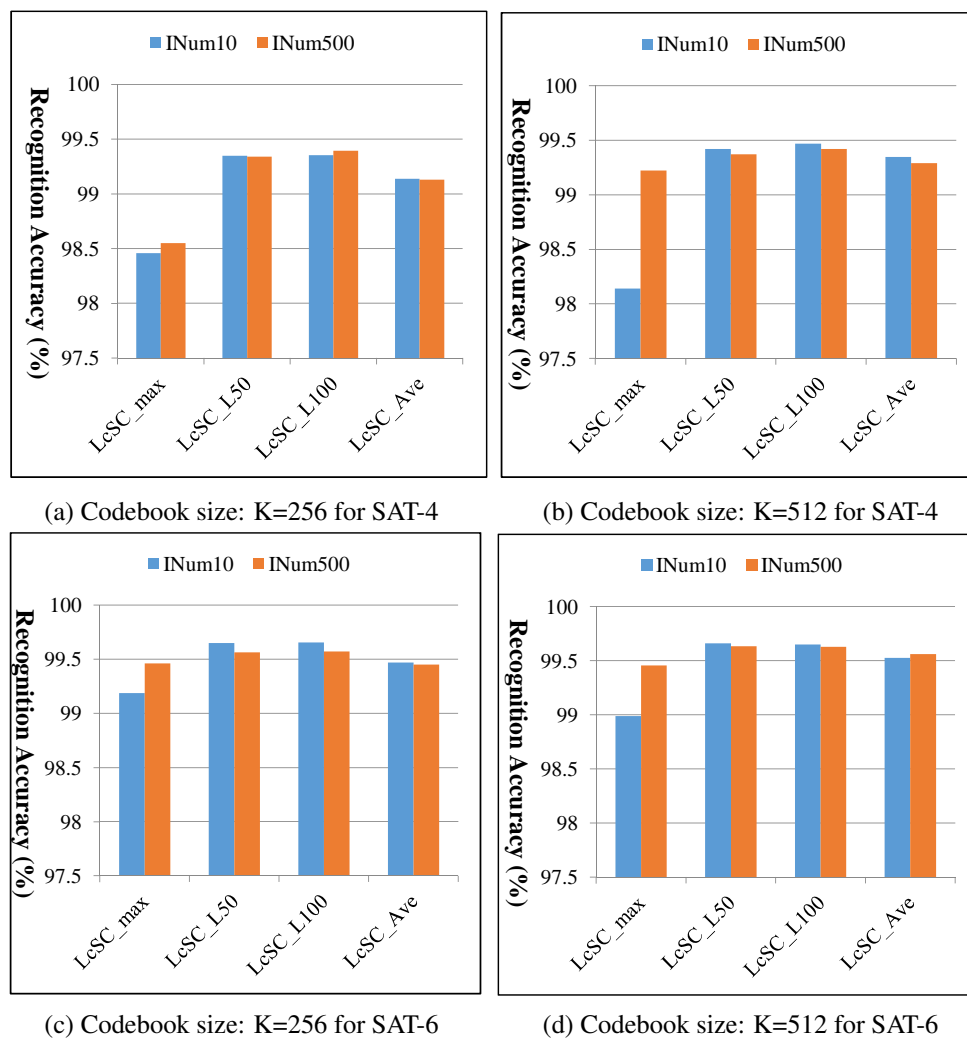 INum10 INum500
Recognition Accuracy (%)
100
99.5
99
98.5
98
97.5
LcSC_max
LcSC_L50
LcSC_L100
LcSC_Ave
(a) Codebook size: K=256 for SAT-4
INum10 INum500
Recognition Accuracy (%)
100
99.5
99
98.5
98
97.5
LcSC_max
LcSC_L50
LcSC_L100
LcSC_Ave
(b) Codebook size: K=512 for SAT-4
INum10 INum500
Recognition Accuracy (%)
100
99.5
99
98.5
98
97.5
LcSC_max
LcSC_L50
LcSC_L100
LcSC_Ave
(c) Codebook size: K=256 for SAT-6
INum10 INum500
Recognition Accuracy (%)
100
99.5
99
98.5
98
97.5
LcSC_max
LcSC_L50
LcSC_L100
LcSC_Ave
(d) Codebook size: K=512 for SAT-6